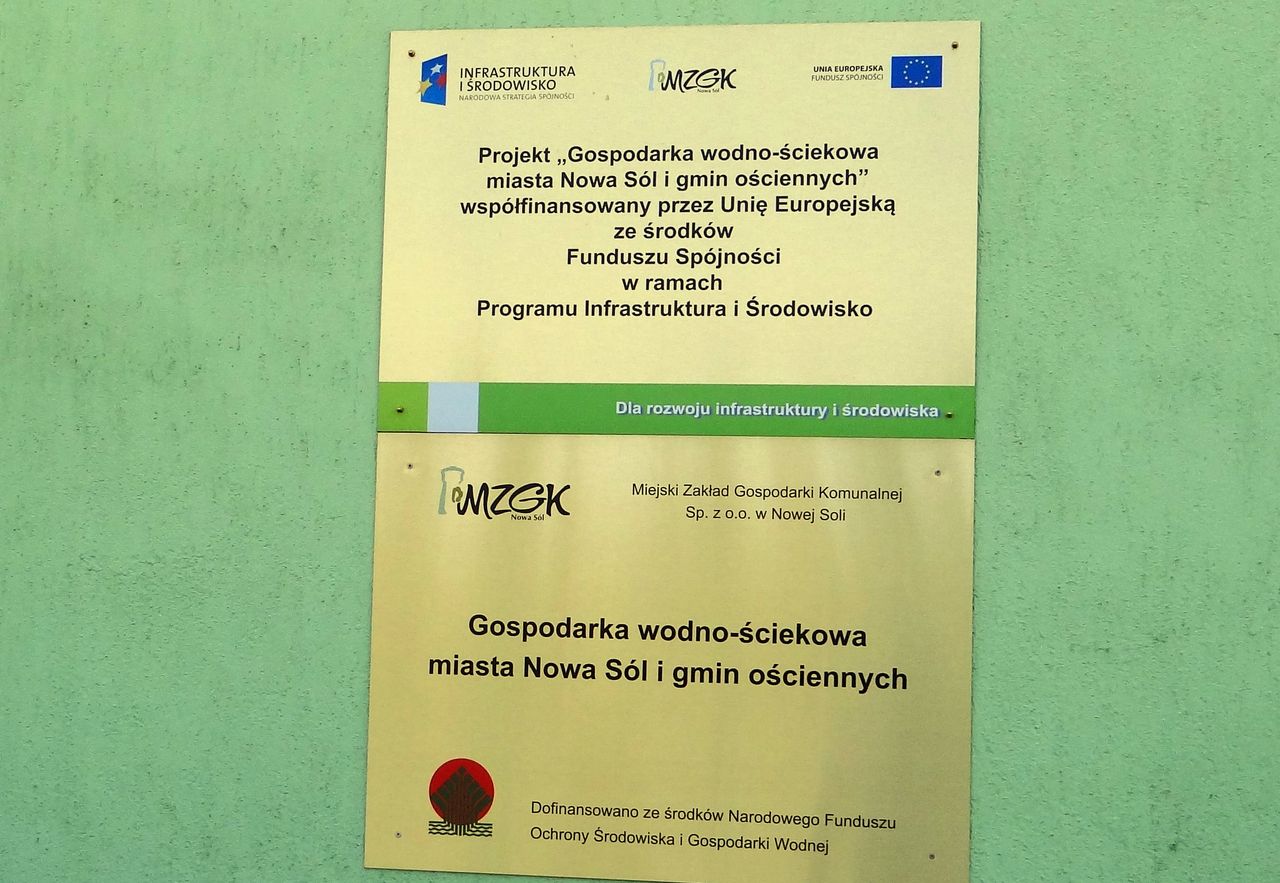 INFRASTRUKTURA
I ŚRODOWISKO
NARODOWA STRATEGIA SPÓJNOŚCI
MZGK
Nowa Sól
UNIA EUROPEJSKA
FUNDUSZ SPÓJNOŚCI
Projekt „Gospodarka wodno-ściekowa
miasta Nowa Sól i gmin ościennych”
współfinansowany przez Unię Europejską
ze środków
Funduszu Spójności
w ramach
Programu Infrastruktura i Środowisko
Dla rozwoju infrastruktury i środowiska
MZGK
Nowa Sól
Miejski Zakład Gospodarki Komunalnej
Sp. z o.o. w Nowej Soli
Gospodarka wodno-ściekowa
miasta Nowa Sól i gmin ościennych
Dofinansowano ze środków Narodowego Funduszu
Ochrony Środowiska i Gospodarki Wodnej